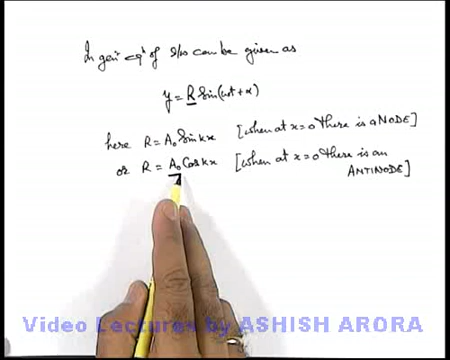 In genl eqn of S/W can be given as
y = R Sin(ωt + α)
here R = A₀ Sin kx [when at x=0 there is a NODE]
or R = A₀ Cos kx [when at x=0 there is an
ANTINODE]
Video Lectures by ASHISH ARORA